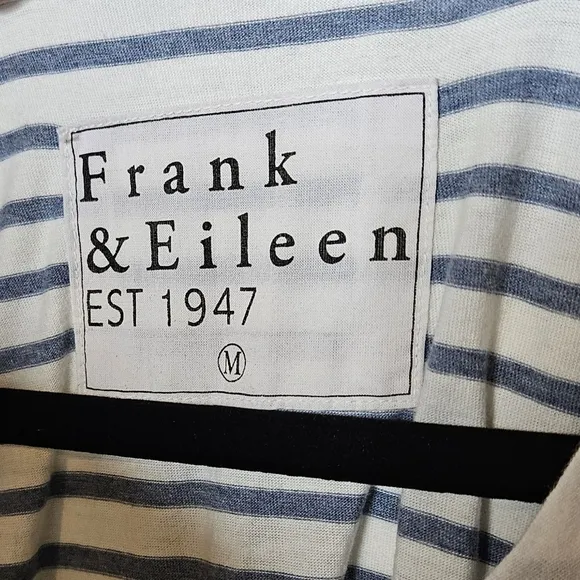 Frank
&Eileen
EST 1947
M